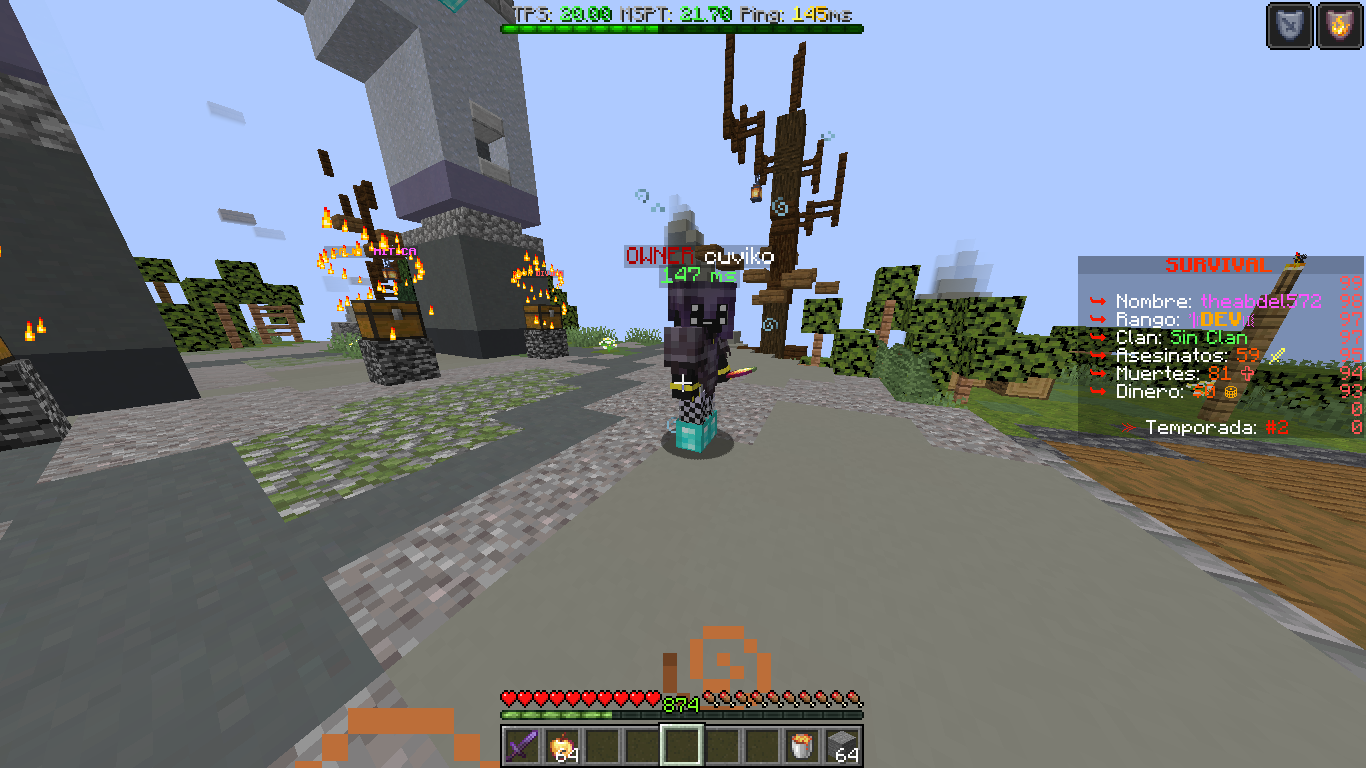 TPS: 20.00 MSPT: 21.70 Ping: 145ms
MITICA
OWNER cuviko
147 ms
SURVIVAL
99
Nombre: theabdel572 98
Rango: DEV 97
Clan: Sin Clan 97
Asesinatos: 59 95
Muertes: 81 94
Dinero: $0 93
0
Temporada: #2 0
874
64
64